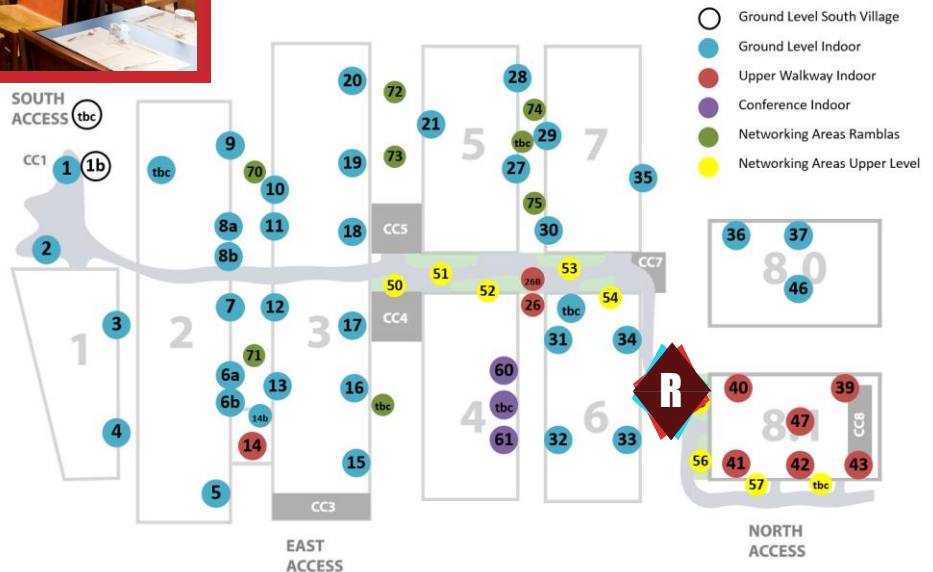 Ground Level South Village
Ground Level Indoor
Upper Walkway Indoor
Conference Indoor
Networking Areas Ramblas
Networking Areas Upper Level
SOUTH
ACCESS
tbc
CC1
1
1b
2
3
4
1
tbc
9
8a
8b
7
6a
6b
5
2
70
10
11
12
71
13
14b
14
3
20
19
18
17
16
15
CC3
EAST
ACCESS
72
73
tbc
CC5
CC4
50
51
52
53
54
21
5
28
27
74
tbc
29
75
30
7
35
CC7
26B
26
tbc
31
34
32
33
6
60
tbc
61
4
36
37
46
8.0
R
40
39
47
41
42
43
CC8
56
57
tbc
NORTH
ACCESS